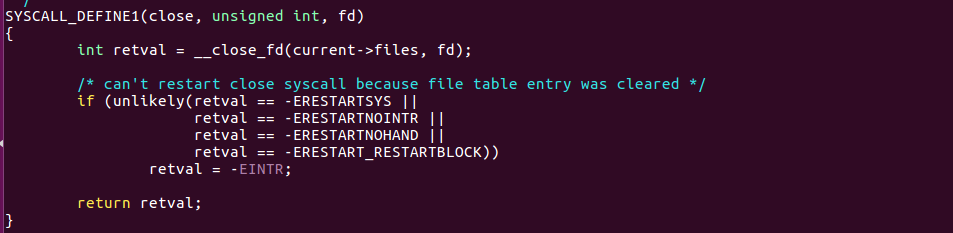 /
SYSCALL_DEFINE1(close, unsigned int, fd)
{
        int retval = __close_fd(current->files, fd);

        /* can't restart close syscall because file table entry was cleared */
        if (unlikely(retval == -ERESTARTSYS ||
                     retval == -ERESTARTNOINTR ||
                     retval == -ERESTARTNOHAND ||
                     retval == -ERESTART_RESTARTBLOCK))
                retval = -EINTR;

        return retval;
}